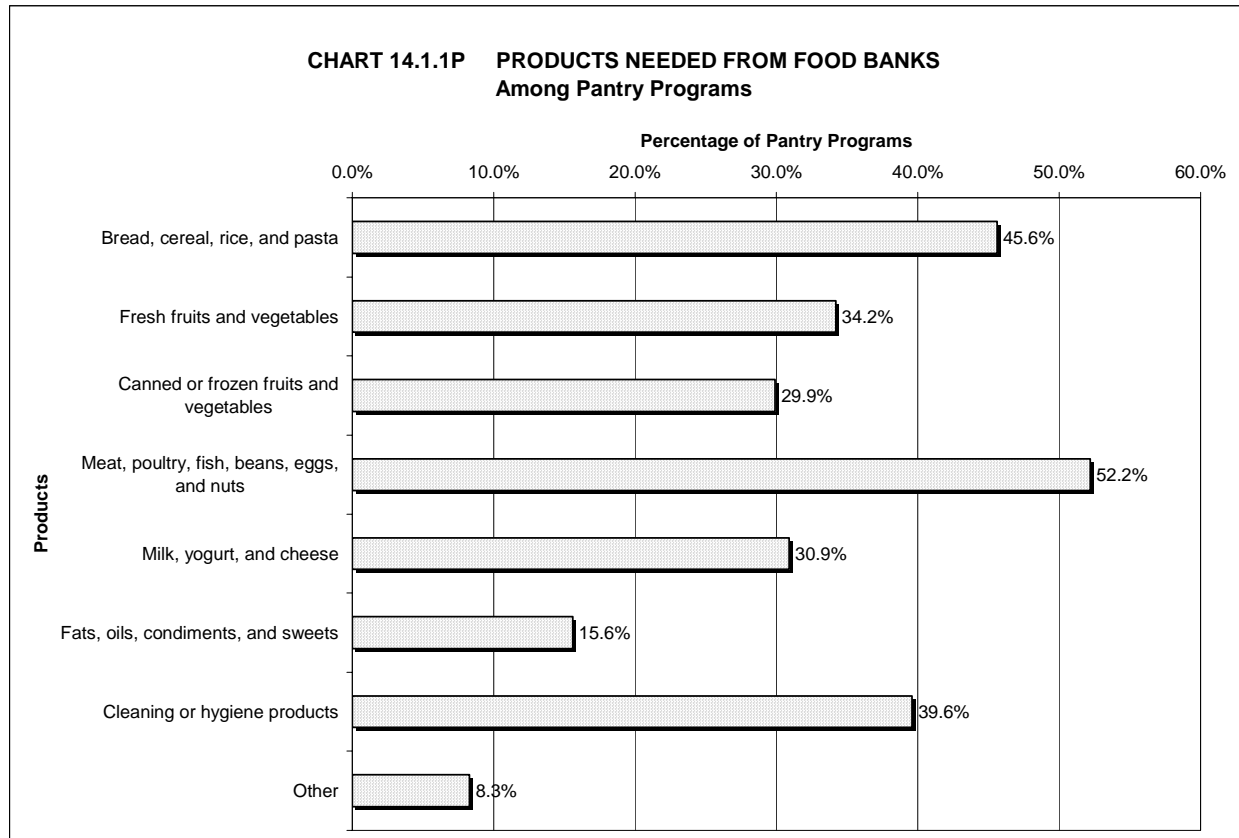 CHART 14.1.1P PRODUCTS NEEDED FROM FOOD BANKS
Among Pantry Programs
Percentage of Pantry Programs
0.0% 10.0% 20.0% 30.0% 40.0% 50.0% 60.0%
Products
Bread, cereal, rice, and pasta 45.6%
Fresh fruits and vegetables 34.2%
Canned or frozen fruits and
vegetables 29.9%
Meat, poultry, fish, beans, eggs,
and nuts 52.2%
Milk, yogurt, and cheese 30.9%
Fats, oils, condiments, and sweets 15.6%
Cleaning or hygiene products 39.6%
Other 8.3%